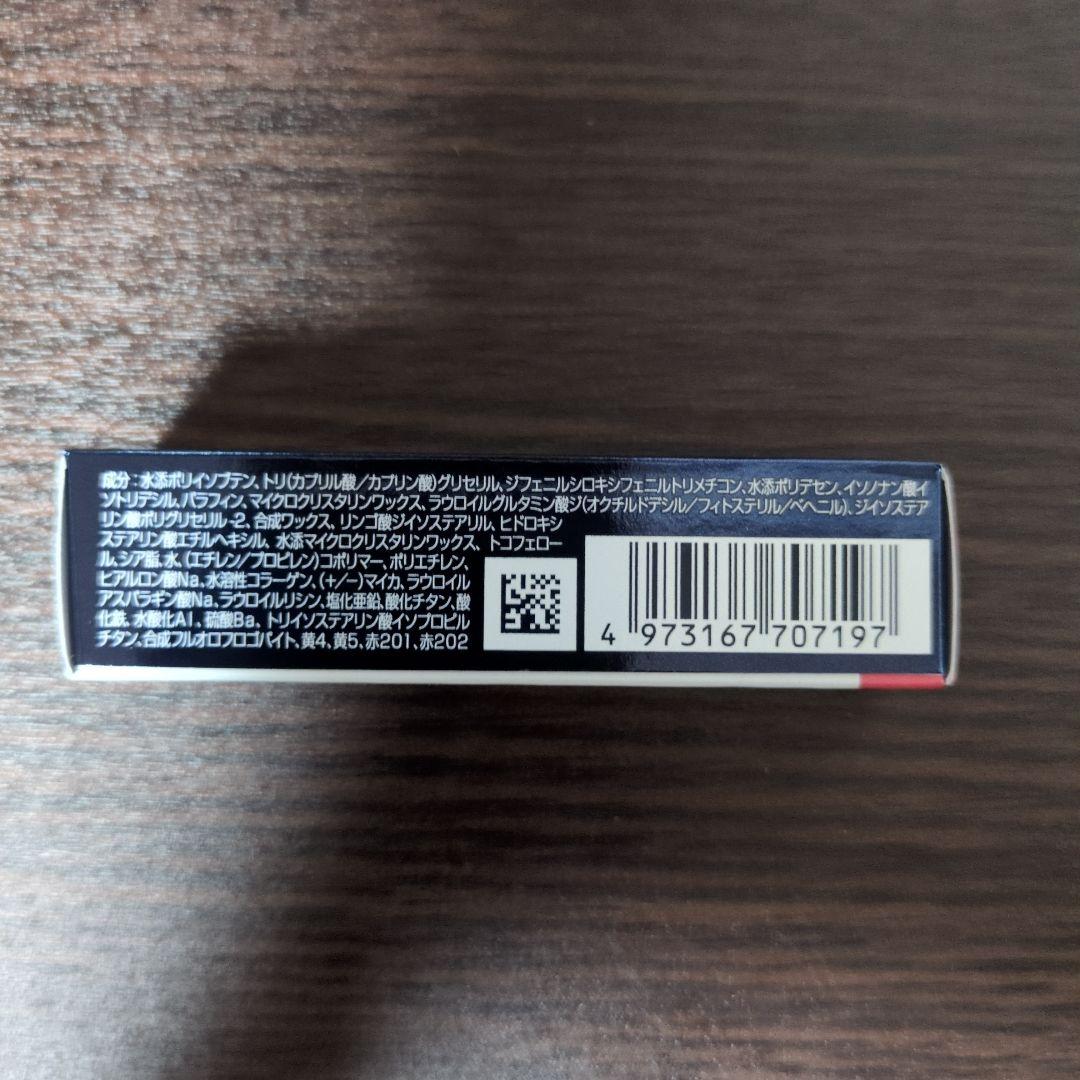 成分：水添ポリイソブテン、トリ(カプリル酸／カプリン酸)グリセリル、ジフェニルシロキシフェニルトリメチコン、水添ポリデセン、イソノナン酸イ
ソトリデシル、パラフィン、マイクロクリスタリンワックス、ラウロイルグルタミン酸ジ(オクチルドデシル／フィトステリル／ベヘニル)、ジイソステア
リン酸ポリグリセリル-2、合成ワックス、リンゴ酸ジイソステアリル、ヒドロキシ
ステアリン酸エチルヘキシル、水添マイクロクリスタリンワックス、トコフェロー
ル、シア脂、水、(エチレン／プロピレン)コポリマー、ポリエチレン、
ヒアルロン酸Na、水溶性コラーゲン、(+/−)マイカ、ラウロイル
アスパラギン酸Na、ラウロイルリシン、塩化亜鉛、酸化チタン、酸
化鉄、水酸化Al、硫酸Ba、トリイソステアリン酸イソプロピル
チタン、合成フルオロフロゴパイト、黄4、黄5、赤201、赤202
4 973167 707197